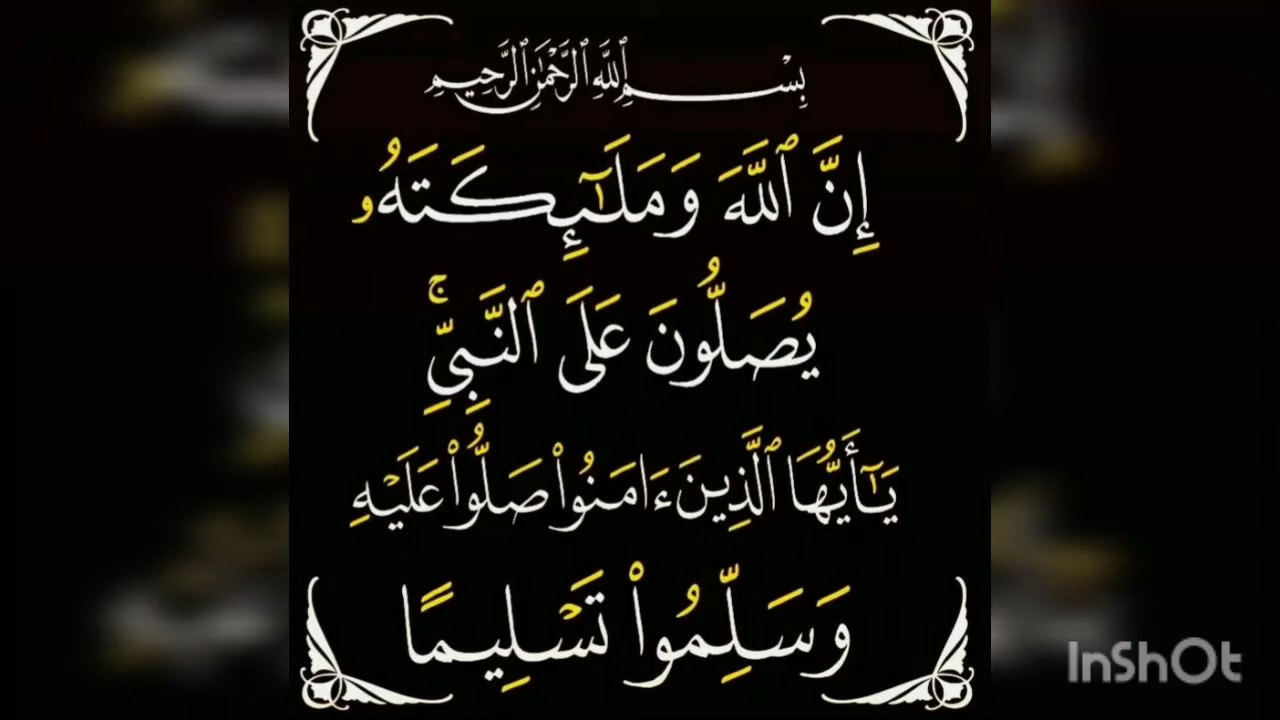 بِسْمِ ٱللَّهِ ٱلرَّحْمَٰنِ ٱلرَّحِيمِ
إِنَّ ٱللَّهَ وَمَلَـٰٓئِكَتَهُۥ
يُصَلُّونَ عَلَى ٱلنَّبِىِّۚ
يَـٰٓأَيُّهَا ٱلَّذِينَ ءَامَنُوا۟ صَلُّوا۟ عَلَيْهِ
وَسَلِّمُوا۟ تَسْلِيمًا
InShOt